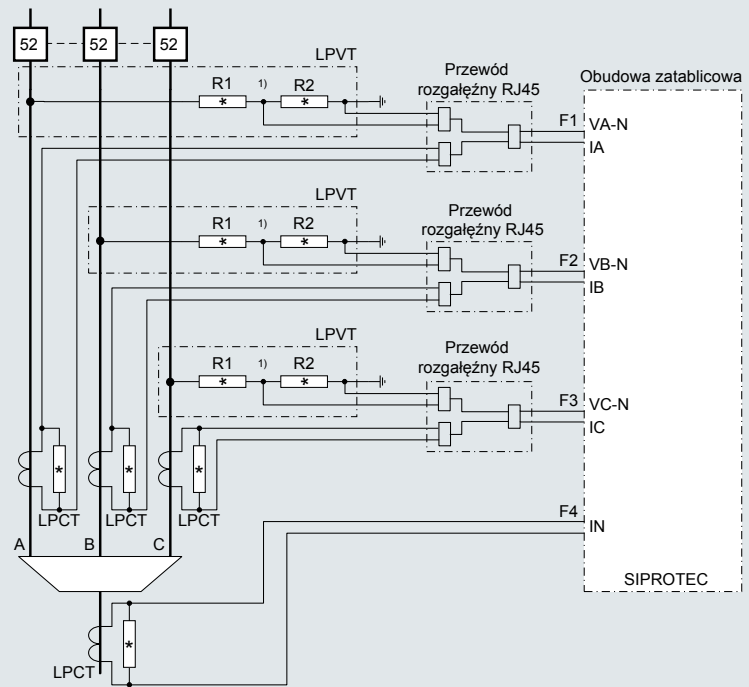 52
52
52
LPVT
R1
1)
R2
*
*
Przewód
rozgałęźny RJ45
Obudowa zatablicowa
F1
VA-N
IA
LPVT
R1
1)
R2
*
*
Przewód
rozgałęźny RJ45
F2
VB-N
IB
LPVT
R1
1)
R2
*
*
Przewód
rozgałęźny RJ45
F3
VC-N
IC
*
*
*
LPCT
LPCT
LPCT
A
B
C
F4
IN
SIPROTEC
*
LPCT